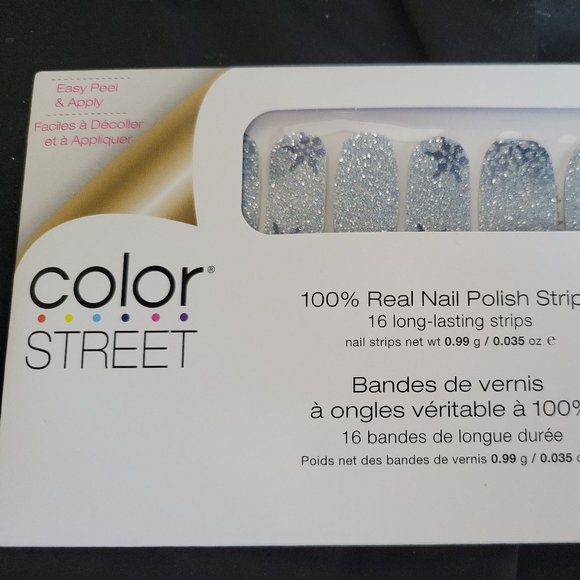 Easy Peel
& Apply
Faciles à Décoller
et à Appliquer
color®
STREET
100% Real Nail Polish Strip
16 long-lasting strips
nail strips net wt 0.99 g / 0.035 oz ℮
Bandes de vernis
à ongles véritable à 100%
16 bandes de longue durée
Poids net des bandes de vernis 0.99 g / 0.035